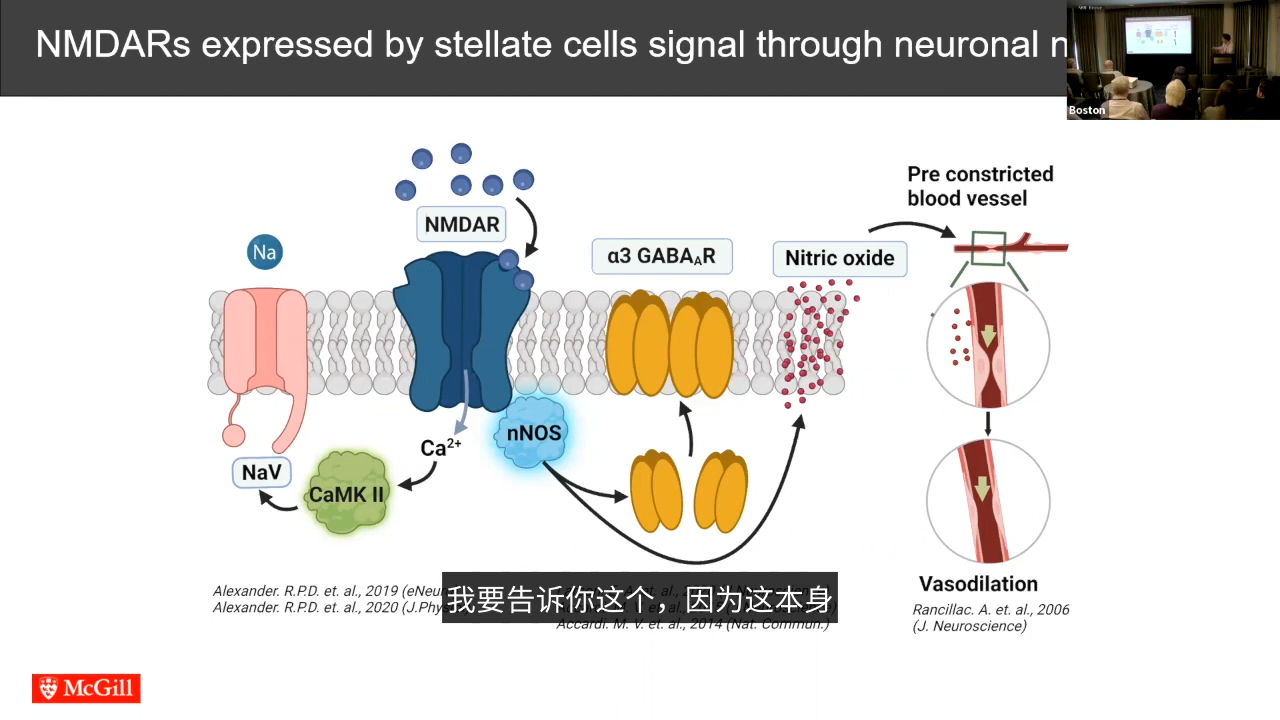 NMDARs expressed by stellate cells signal through neuronal n
Boston
Pre constricted
blood vessel
NMDAR
Na
α3 GABAAR
Nitric oxide
nNOS
Ca2+
NaV
CaMK II
Vasodilation
Alexander. R.P.D. et. al., 2019 (eNeu
Alexander. R.P.D. et. al., 2020 (J.Phys
Accardi. M. V. et. al., 2014 (Nat. Commun.)
Rancillac. A. et. al., 2006
(J. Neuroscience)
我要告诉你这个，因为这本身
McGill